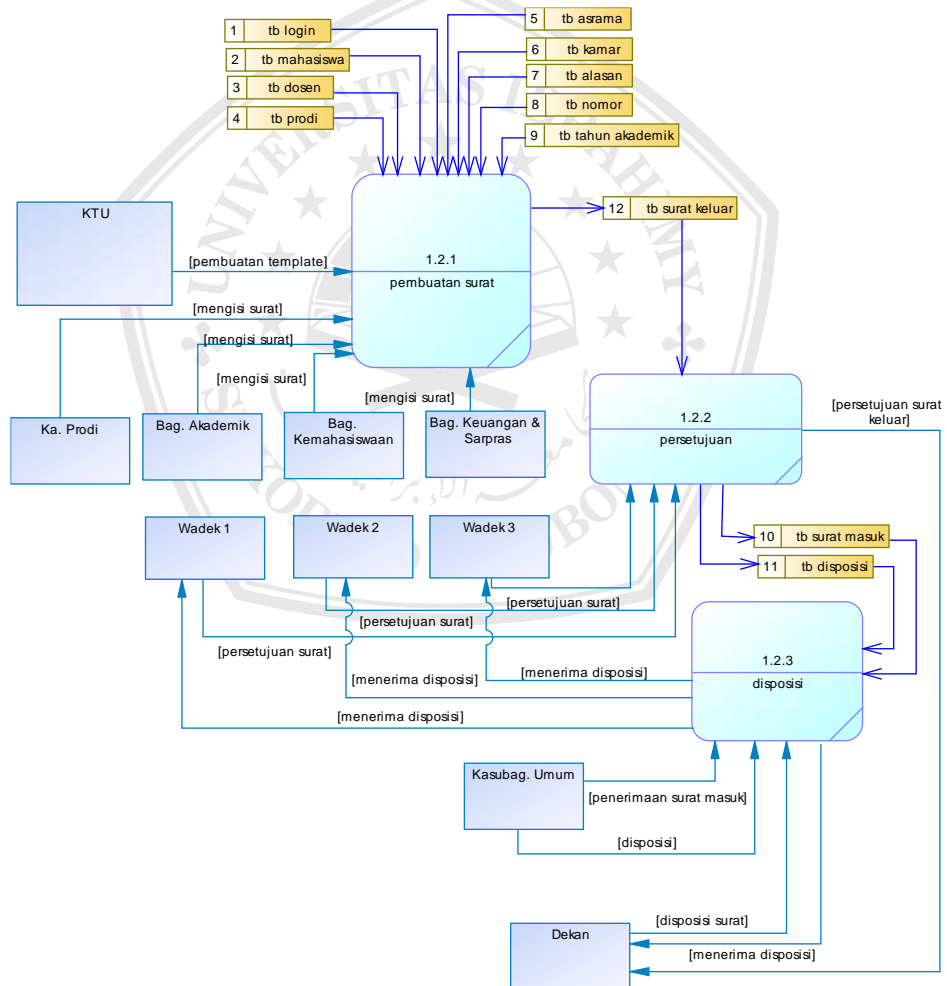 1 tb login
2 tb mahasiswa
3 tb dosen
4 tb prodi
5 tb asrama
6 tb kamar
7 tb alasan
8 tb nomor
9 tb tahun akademik
12 tb surat keluar
KTU
[pembuatan template]
1.2.1
pembuatan surat
[mengisi surat]
[mengisi surat]
[mengisi surat]
[mengisi surat]
Ka. Prodi
Bag. Akademik
Bag.
Kemahasiswaan
Bag. Keuangan &
Sarpras
1.2.2
persetujuan
[persetujuan surat
keluar]
Wadek 1
Wadek 2
Wadek 3
10 tb surat masuk
11 tb disposisi
[persetujuan surat]
[persetujuan surat]
[persetujuan surat]
1.2.3
disposisi
[menerima disposisi]
[menerima disposisi]
[menerima disposisi]
Kasubag. Umum
[penerimaan surat masuk]
[disposisi]
Dekan
[disposisi surat]
[menerima disposisi]
UNIVERSITAS IBRAHIMY